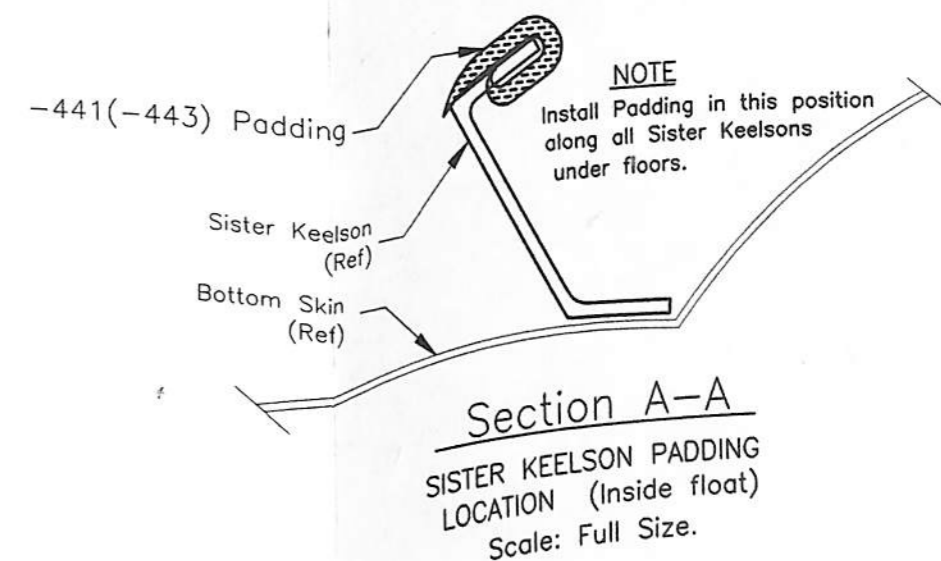 NOTE
Install Padding in this position
along all Sister Keelsons
under floors.
-441(-443) Padding
Sister Keelson
(Ref)
Bottom Skin
(Ref)
Section A-A
SISTER KEELSON PADDING
LOCATION (Inside float)
Scale: Full Size.